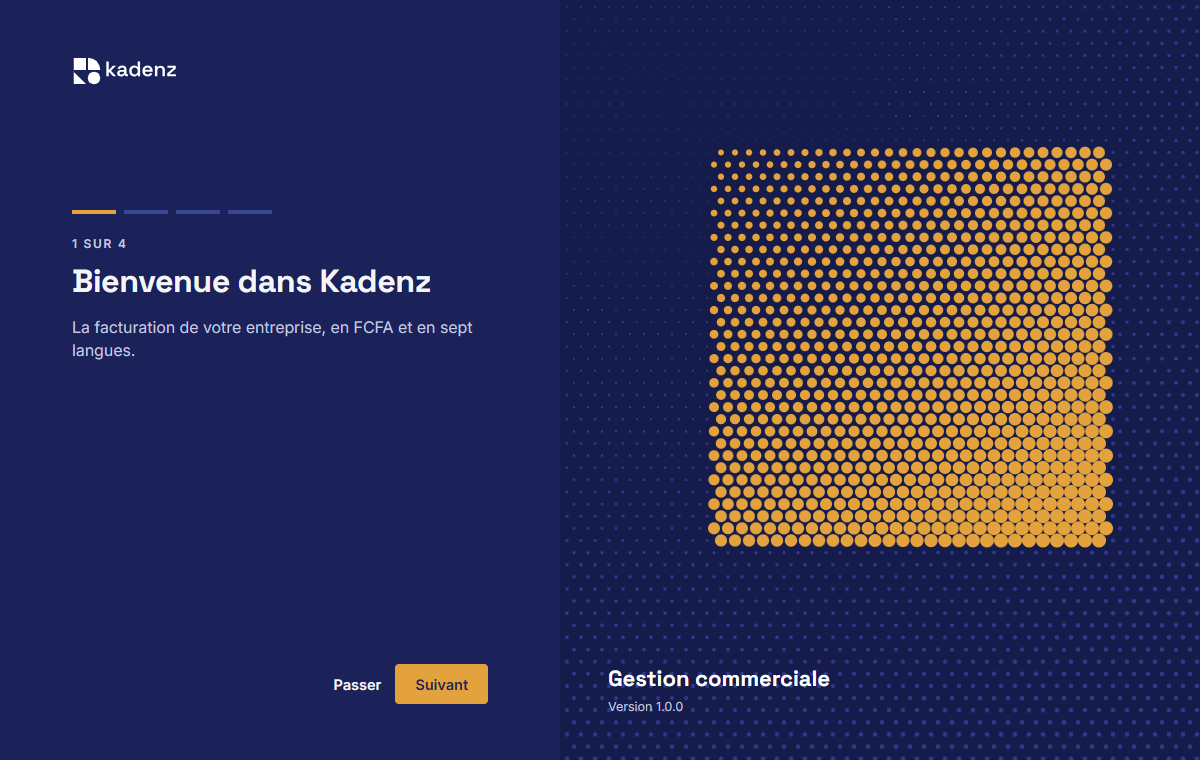 kadenz
1 SUR 4
Bienvenue dans Kadenz
La facturation de votre entreprise, en FCFA et en sept
langues.
Passer
Suivant
Gestion commerciale
Version 1.0.0